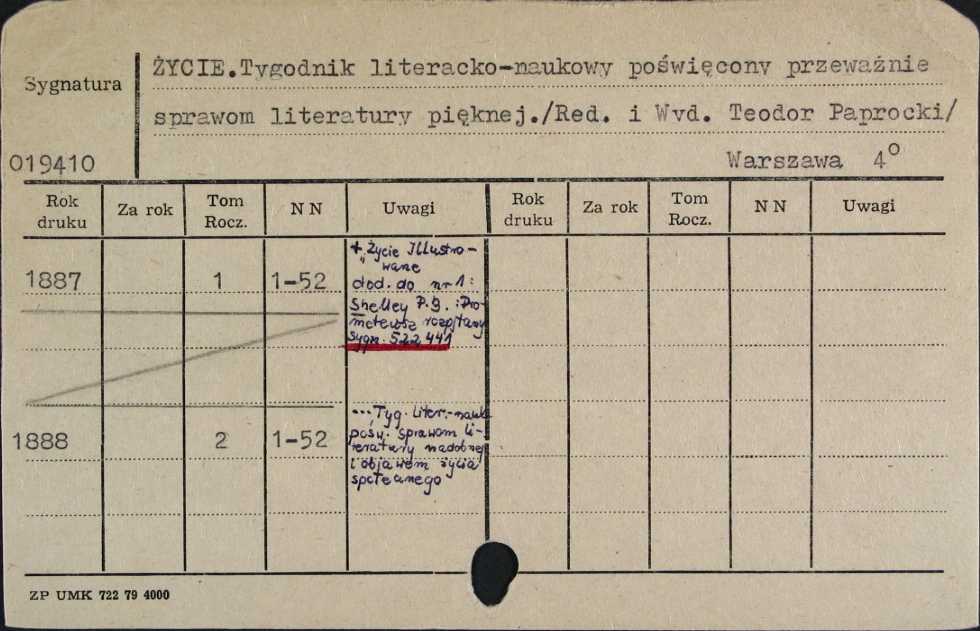 ŻYCIE.Tygodnik literacko-naukowy poświęcony przeważnie
Sygnatura
sprawom literatury pięknej./Red. i Wyd. Teodor Paprocki/
019410
Warszawa 4°
Rok druku Za rok Tom Rocz. N N Uwagi Rok druku Za rok Tom Rocz. N N Uwagi
+ „Życie Illustro-
wane"
1887 1 1-52 dod. do nr 1:
Shelley P.B.: Pro-
meteusz rozpętany
Sygn. 522441
...Tyg. liter.-nauk
1888 2 1-52 pośw. sprawom li-
teratury nadobnej
i objawom życia
społecznego
ZP UMK 722 79 4000